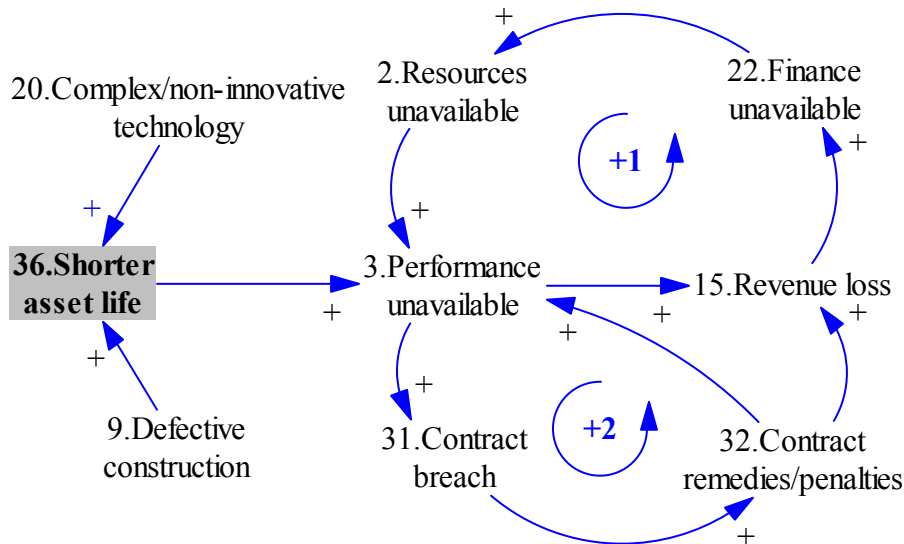 +
2.Resources
unavailable
22.Finance
unavailable
20.Complex/non-innovative
technology
+
+1
+
+
36.Shorter
asset life
3.Performance
unavailable
15.Revenue loss
+
+
+
+
+
+
31.Contract
breach
+2
32.Contract
remedies/penalties
9.Defective
construction
+